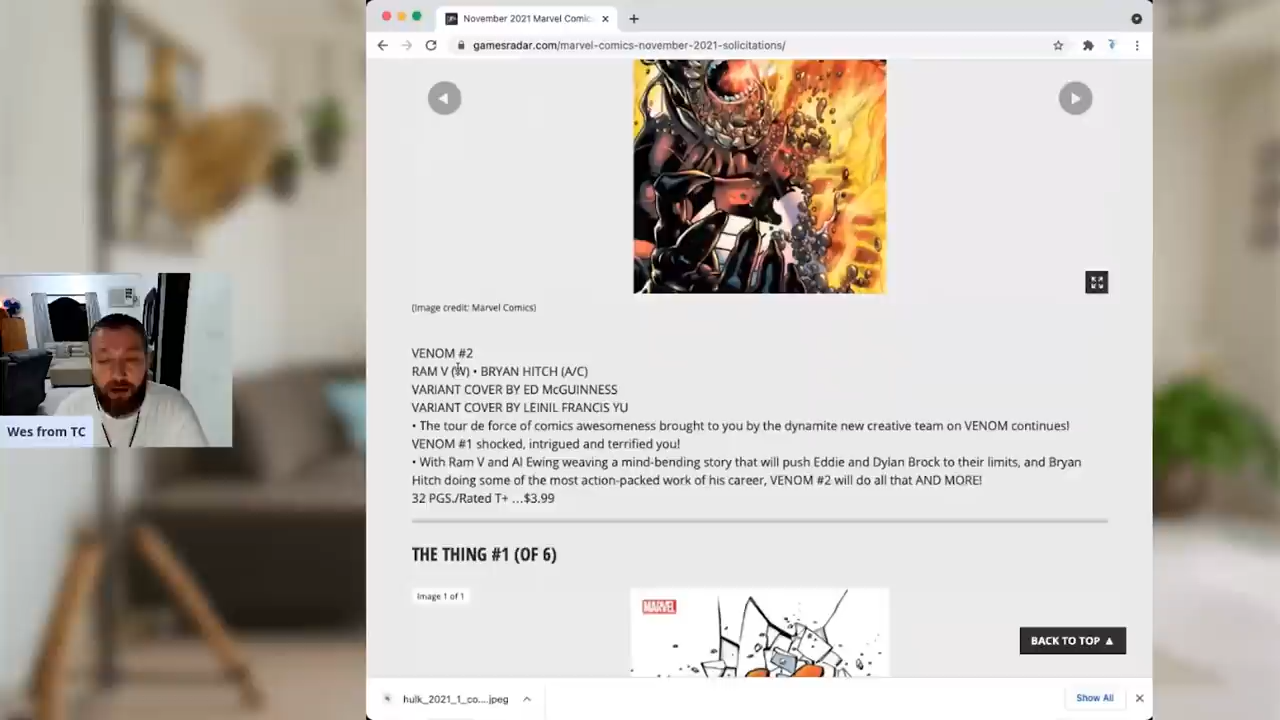 November 2021 Marvel Comic
gamesradar.com/marvel-comics-november-2021-solicitations/
(Image credit: Marvel Comics)
VENOM #2
RAM V (W) • BRYAN HITCH (A/C)
VARIANT COVER BY ED McGUINNESS
VARIANT COVER BY LEINIL FRANCIS YU
• The tour de force of comics awesomeness brought to you by the dynamite new creative team on VENOM continues!
VENOM #1 shocked, intrigued and terrified you!
• With Ram V and Al Ewing weaving a mind-bending story that will push Eddie and Dylan Brock to their limits, and Bryan
Hitch doing some of the most action-packed work of his career, VENOM #2 will do all that AND MORE!
32 PGS./Rated T+ …$3.99
THE THING #1 (OF 6)
Image 1 of 1
MARVEL
BACK TO TOP ▲
Wes from TC
hulk_2021_1_co....jpeg
Show All